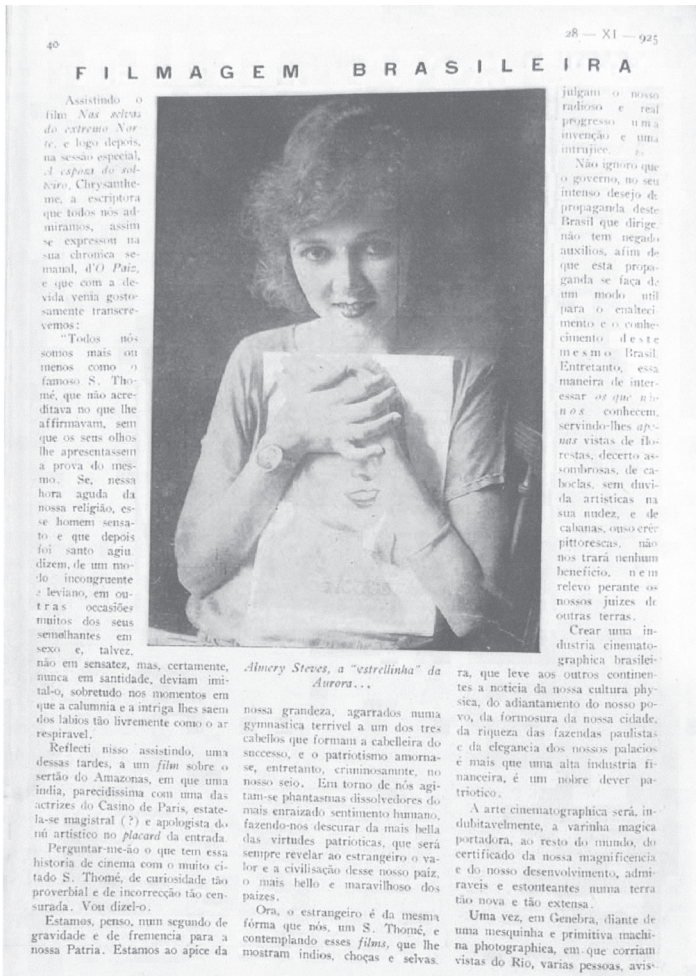 40
28 — XI — 925
FILMAGEM BRASILEIRA
Assistindo o
film Nas selvas
do extremo Nor-
te, e logo depois,
na sessão especial,
A esposa do sol-
teiro, Chrysanthe-
me, a escriptora
que todos nós ad-
miramos, assim
se expressou na
sua chronica se-
manal, d'O Paiz,
e que com a de-
vida venia gosto-
samente transcre-
vemos:
"Todos nós
somos mais ou
menos como o
famoso S. Tho-
mé, que não acre-
ditava no que lhe
affirmavam, sem
que os seus olhos
lhe apresentassem
a prova do mes-
mo. Se, nessa
hora aguda da
nossa religião, es-
se homem sensa-
to e que depois
foi santo agiu,
dizem, de um mo-
do incongruente
e leviano, em ou-
tras occasiões
muitos dos seus
semelhantes em
sexo e, talvez,
não em sensatez, mas, certamente,
nunca em santidade, deviam imi-
tal-o, sobretudo nos momentos em
que a calumnia e a intriga lhes saem
dos labios tão livremente como o ar
respiravel.
Reflecti nisso assistindo, uma
dessas tardes, a um film sobre o
sertão do Amazonas, em que uma
india, parecidissima com uma das
actrizes do Casino de Paris, estate-
la-se magistral (?) e apologista do
nú artistico no placard da entrada.
Perguntar-me-ão o que tem essa
historia de cinema com o muito ci-
tado S. Thomé, de curiosidade tão
proverbial e de incorrecção tão cen-
surada. Vou dizel-o.
Estamos, penso, num segundo de
gravidade e de fremencia para a
nossa Patria. Estamos ao apice da
Almery Steves, a "estrellinha" da
Aurora...
nossa grandeza, agarrados numa
gymnastica terrivel a um dos tres
cabellos que formam a cabelleira do
successo, e o patriotismo amorna-
se, entretanto, criminosamente, no
nosso seio. Em torno de nós agi-
tam-se phantasmas dissolvedores do
mais enraizado sentimento humano,
fazendo-nos descurar da mais bella
das virtudes patrioticas, que será
sempre revelar ao estrangeiro o va-
lor e a civilisação desse nosso paiz,
o mais bello e maravilhoso dos
paizes.
Ora, o estrangeiro é da mesma
fórma que nós, um S. Thomé, e
contemplando esses films, que lhe
mostram indios, choças e selvas,
julgam o nosso
radioso e real
progresso uma
invenção e uma
intrujice.
Não ignoro que
o governo, no seu
intenso desejo de
propaganda deste
Brasil que dirige,
não tem negado
auxilios, afim de
que esta propa-
ganda se faça de
um modo util
para o enalteci-
mento e o conhe-
cimento deste
mesmo Brasil.
Entretanto, essa
maneira de inter-
essar os que não
nos conhecem,
servindo-lhes ape-
nas vistas de flo-
restas, decerto as-
sombrosas, de ca-
boclas, sem duvi-
da artisticas na
sua nudez, e de
cabanas, ouso crêr
pittorescas, não
nos trará nenhum
beneficio, nem
relevo perante os
nossos juizes de
outras terras.
Crear uma in-
dustria cinemato-
graphica brasilei-
ra, que leve aos outros continen-
tes a noticia da nossa cultura phy-
sica, do adiantamento do nosso po-
vo, da formosura da nossa cidade,
da riqueza das fazendas paulistas
e da elegancia dos nossos palacios
é mais que uma alta industria fi-
nanceira, é um nobre dever pa-
triotico.
A arte cinematographica será, in-
dubitavelmente, a varinha magica
portadora, ao resto do mundo, do
certificado da nossa magnificencia
e do nosso desenvolvimento, admi-
raveis e estonteantes numa terra
tão nova e tão extensa.
Uma vez, em Genebra, diante de
uma mesquinha e primitiva machi-
na photographica, em que corriam
vistas do Rio, varias pessoas, avis-